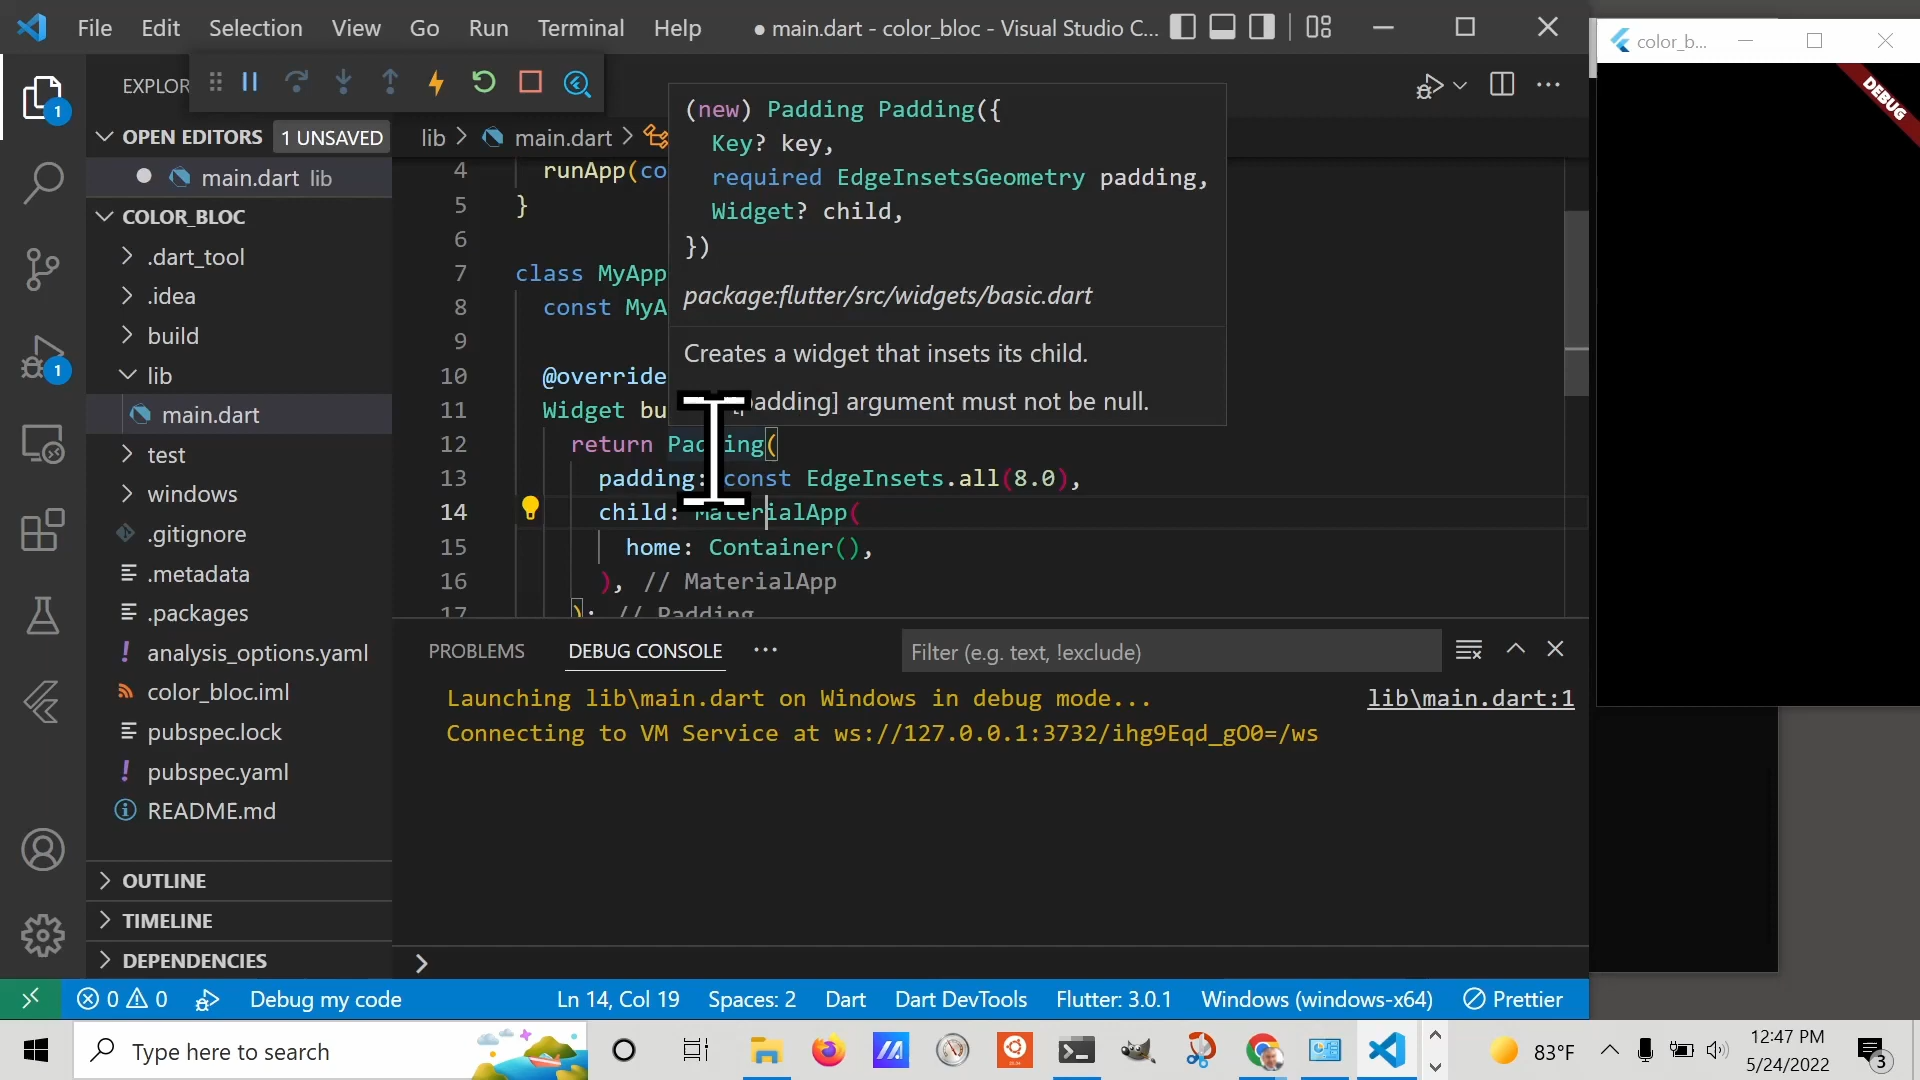 File Edit Selection View Go Run Terminal Help
● main.dart - color_bloc - Visual Studio C...
EXPLOR
OPEN EDITORS 1 UNSAVED
main.dart lib
COLOR_BLOC
.dart_tool
.idea
build
lib
main.dart
test
windows
.gitignore
.metadata
.packages
analysis_options.yaml
color_bloc.iml
pubspec.lock
pubspec.yaml
README.md
OUTLINE
TIMELINE
DEPENDENCIES
1
1
lib > main.dart >
4 runApp(co
5 }
6
7 class MyApp
8 const MyA
9
10 @override
11 Widget bu
12 return Padding(
13 padding: const EdgeInsets.all(8.0),
14 child: MaterialApp(
15 home: Container(),
16 ), // MaterialApp
17 ); // Padding
(new) Padding Padding({
Key? key,
required EdgeInsetsGeometry padding,
Widget? child,
})
package:flutter/src/widgets/basic.dart
Creates a widget that insets its child.
[padding] argument must not be null.
PROBLEMS DEBUG CONSOLE ...
Filter (e.g. text, !exclude)
Launching lib\main.dart on Windows in debug mode... lib\main.dart:1
Connecting to VM Service at ws://127.0.0.1:3732/ihg9Eqd_gO0=/ws
0 0 Debug my code Ln 14, Col 19 Spaces: 2 Dart Dart DevTools Flutter: 3.0.1 Windows (windows-x64) Prettier
color_b...
DEBUG
Type here to search
83°F
12:47 PM
5/24/2022
3